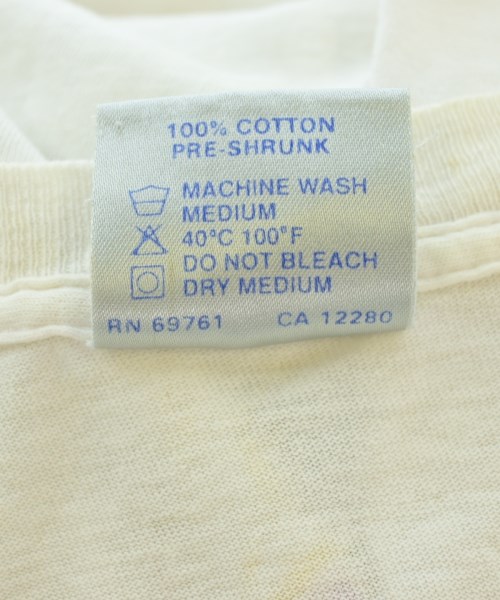 100% COTTON
PRE-SHRUNK
MACHINE WASH
MEDIUM
40°C 100°F
DO NOT BLEACH
DRY MEDIUM
RN 69761 CA 12280